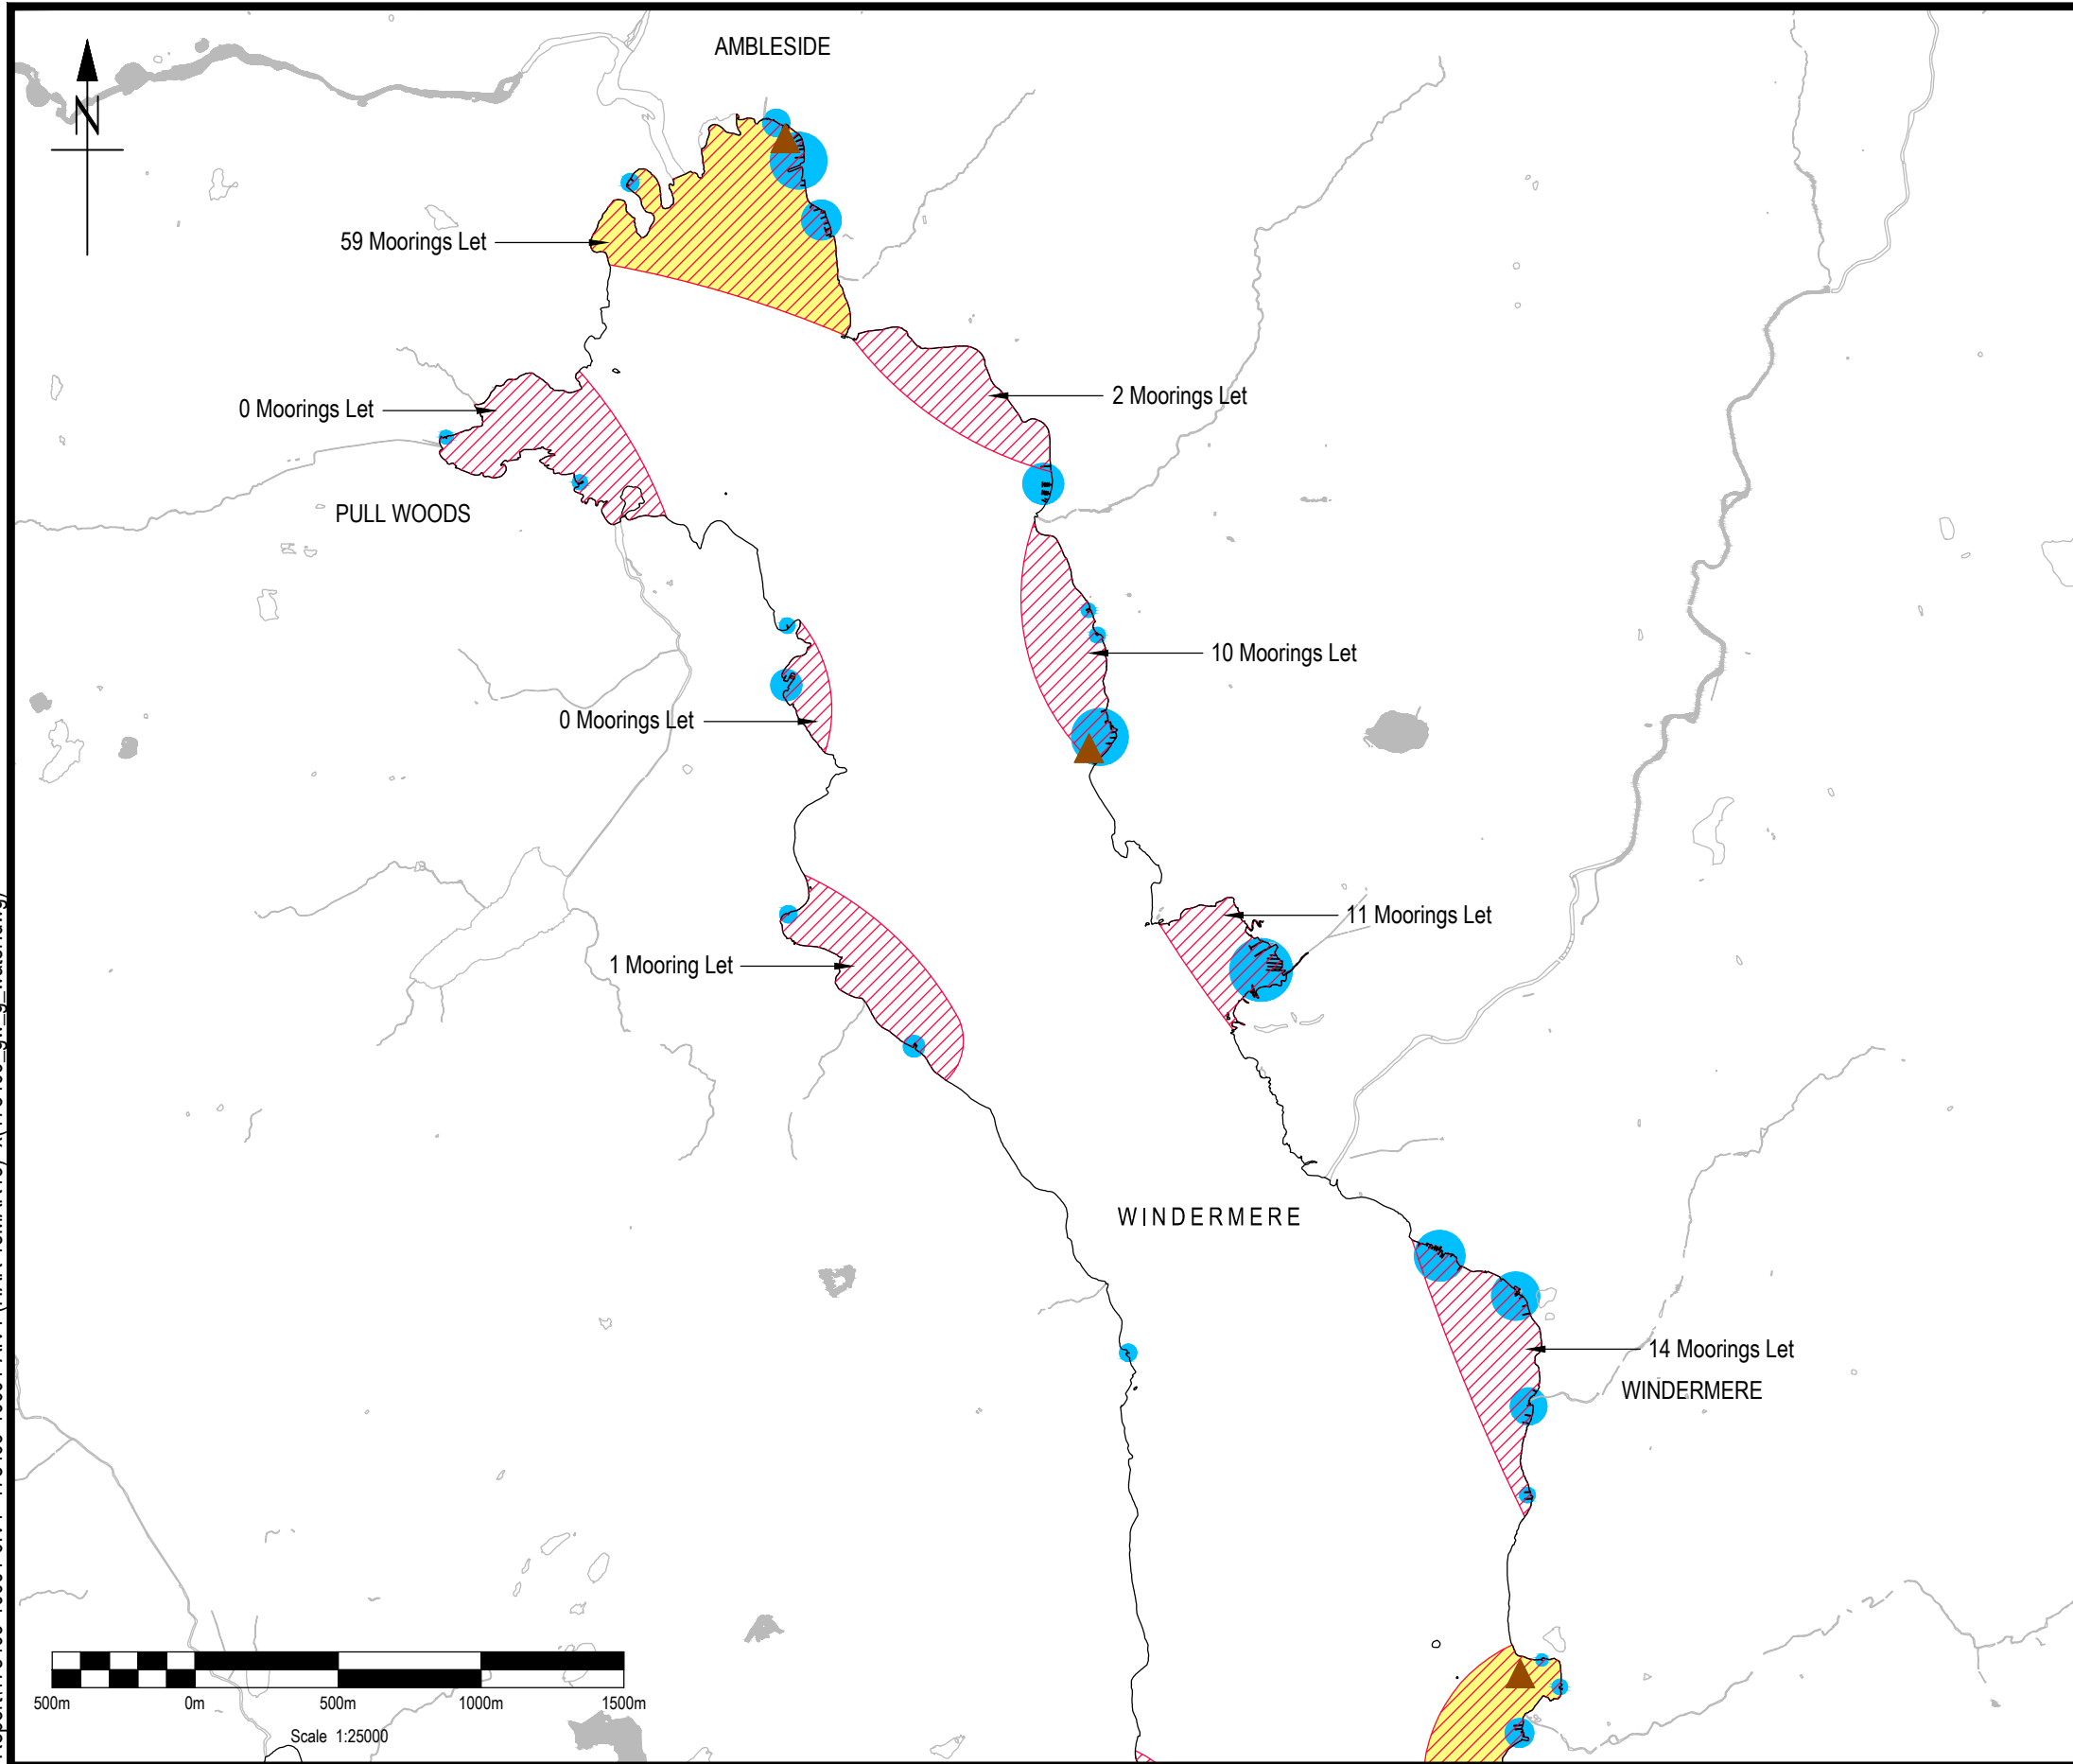 AMBLESIDE
N
59 Moorings Let
2 Moorings Let
0 Moorings Let
PULL WOODS
10 Moorings Let
0 Moorings Let
11 Moorings Let
1 Mooring Let
WINDERMERE
14 Moorings Let
WINDERMERE
500m 0m 500m 1000m 1500m
Scale 1:25000